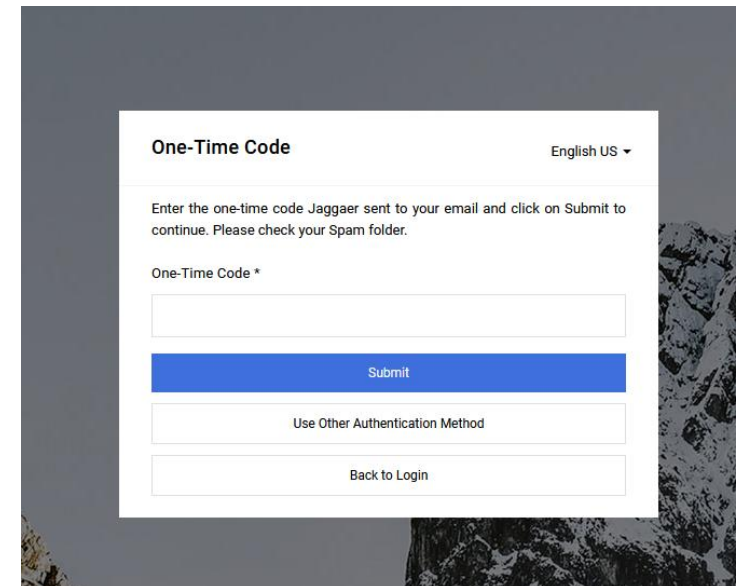 One-Time Code
English US
Enter the one-time code Jaggaer sent to your email and click on Submit to
continue. Please check your Spam folder.
One-Time Code *
Submit
Use Other Authentication Method
Back to Login